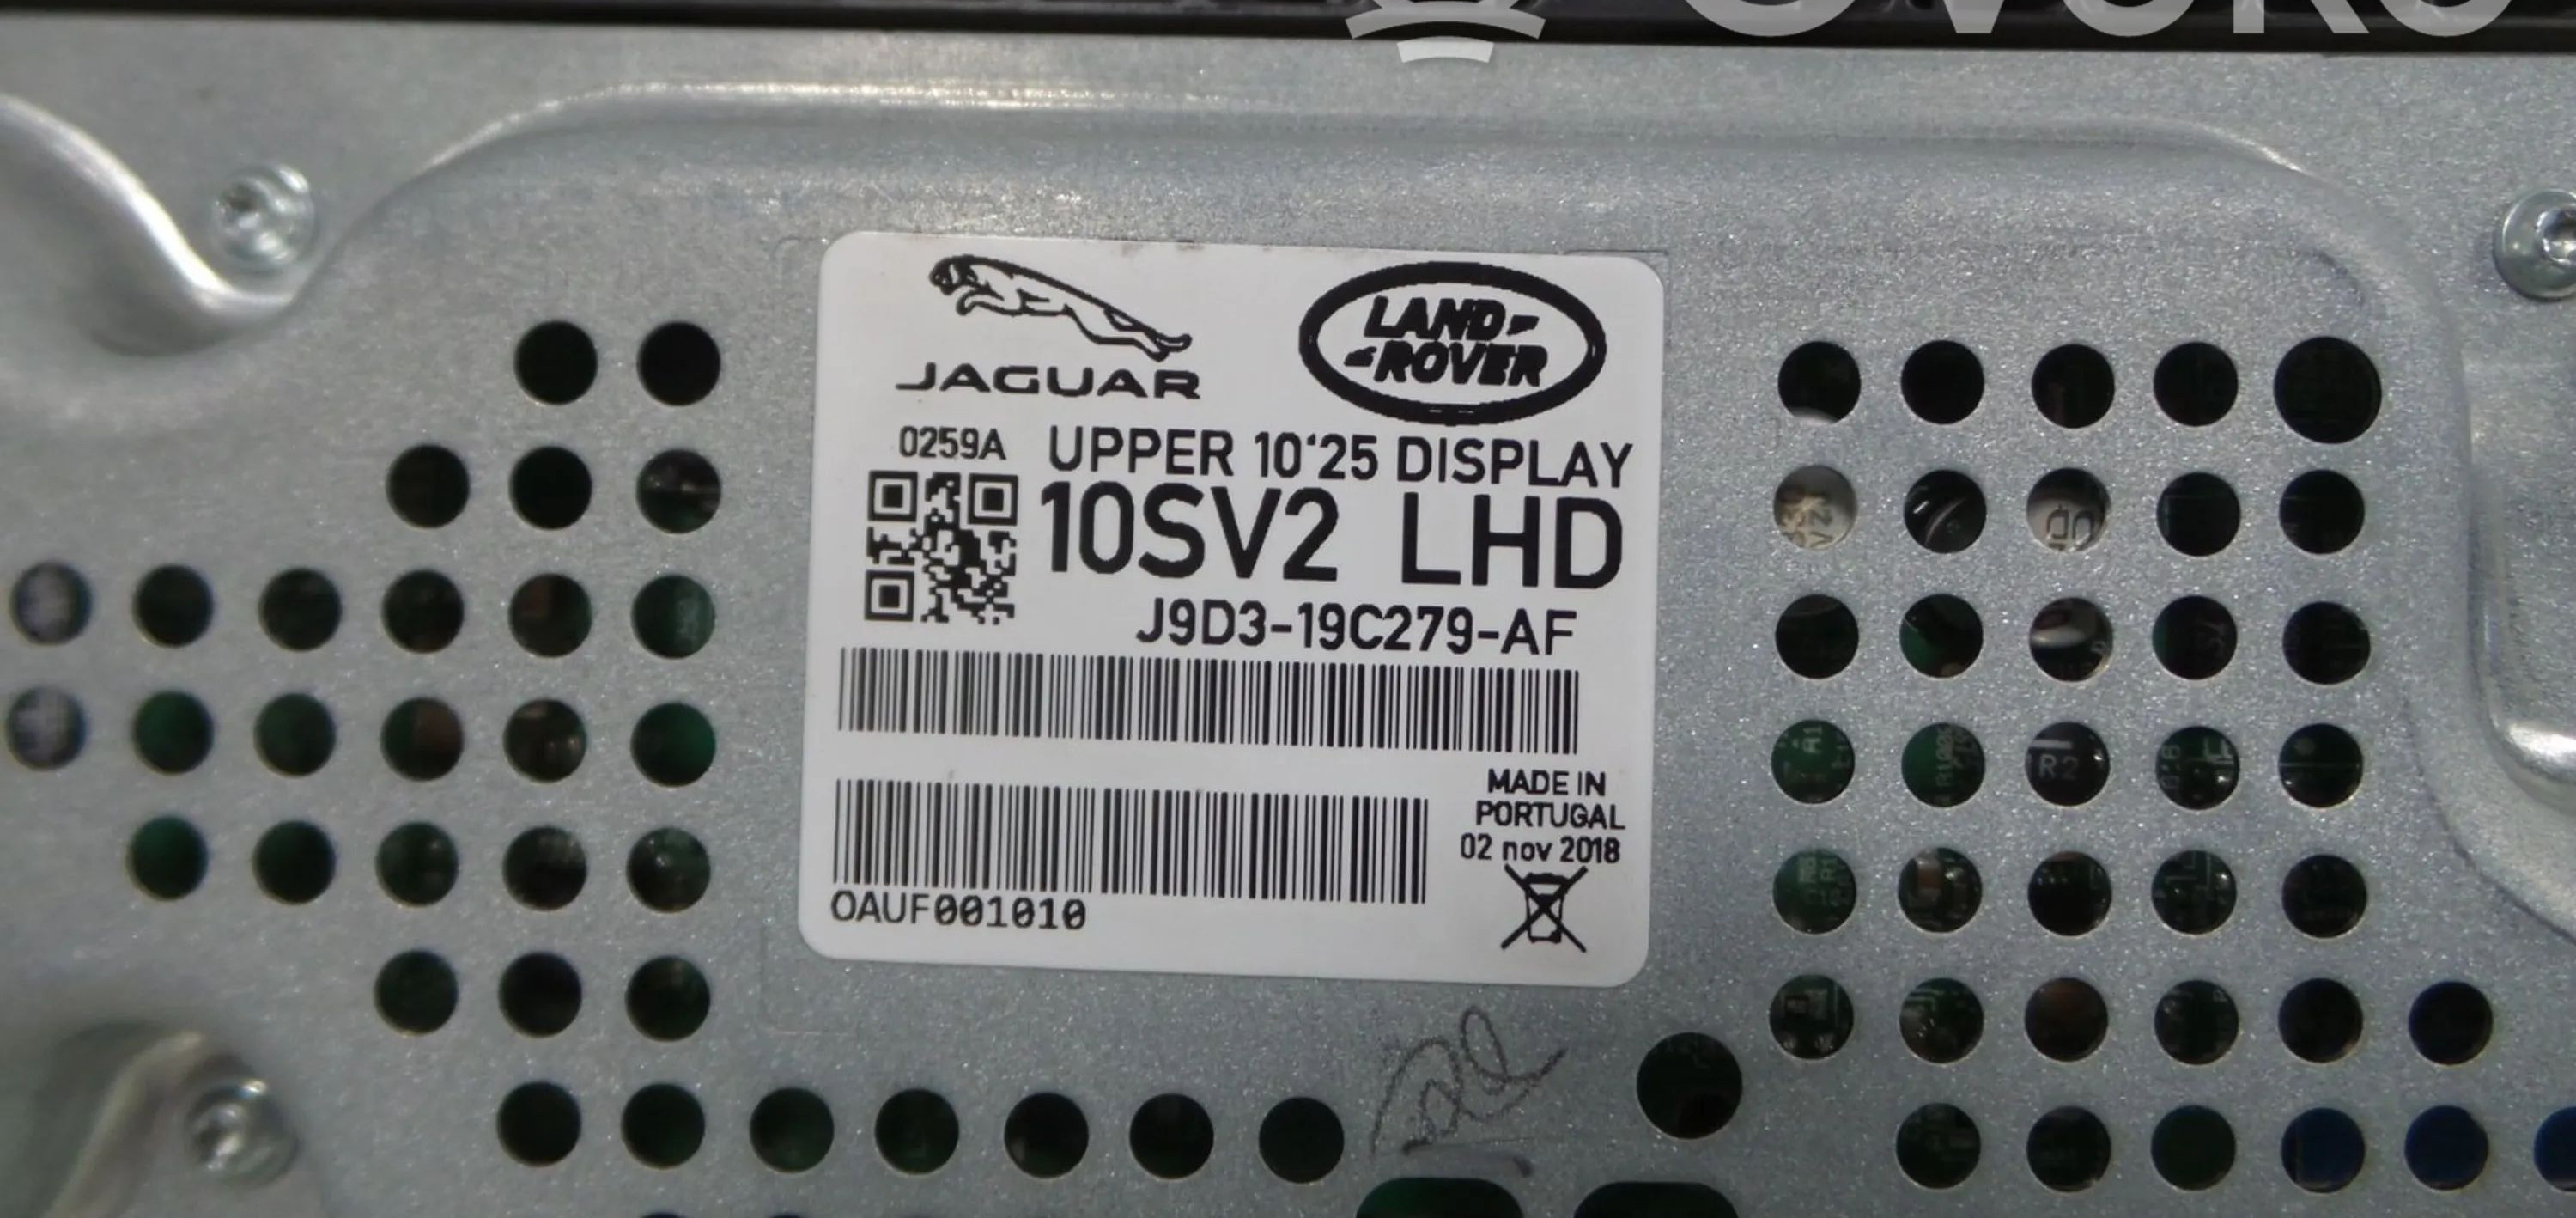 JAGUAR
LAND-
-ROVER
0259A
UPPER 10'25 DISPLAY
10SV2 LHD
J9D3-19C279-AF
MADE IN
PORTUGAL
02 nov 2018
OAUF001010
R2